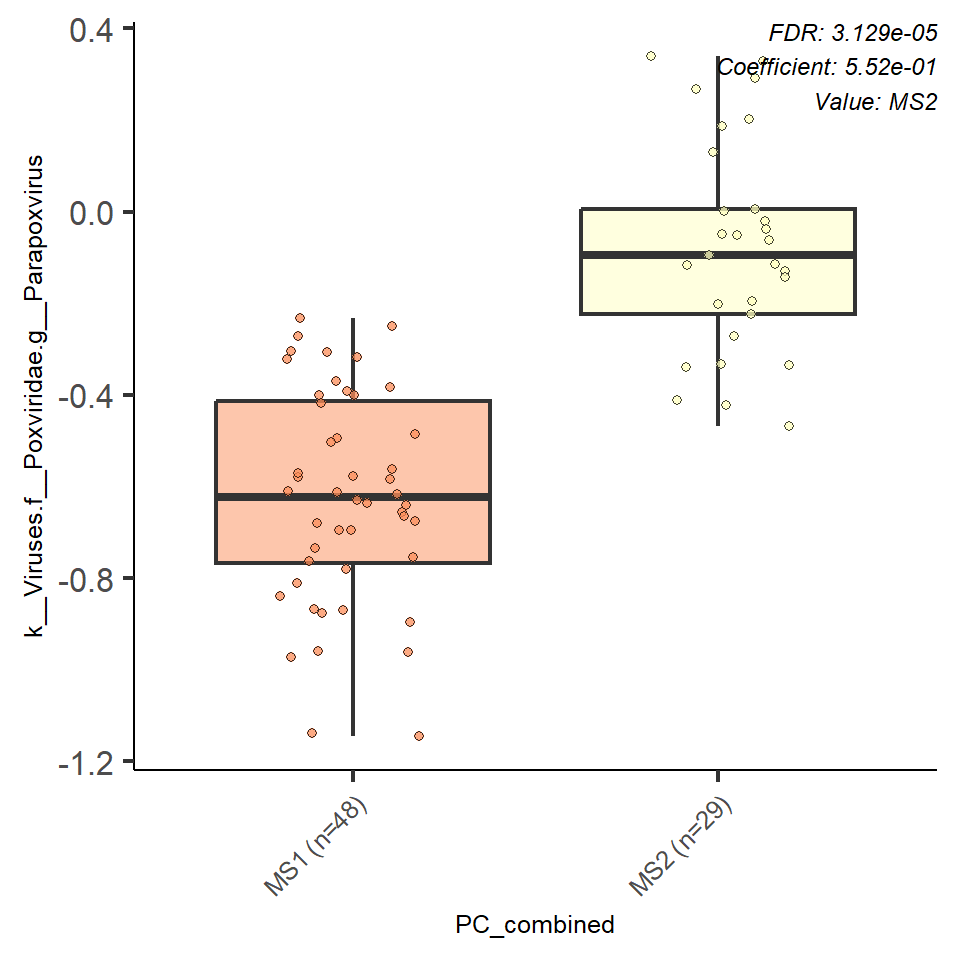 FDR: 3.129e-05
Coefficient: 5.52e-01
Value: MS2
0.4
0.0
-0.4
-0.8
-1.2
k__Viruses.f__Poxviridae.g__Parapoxvirus
MS1 (n=48)
MS2 (n=29)
PC_combined